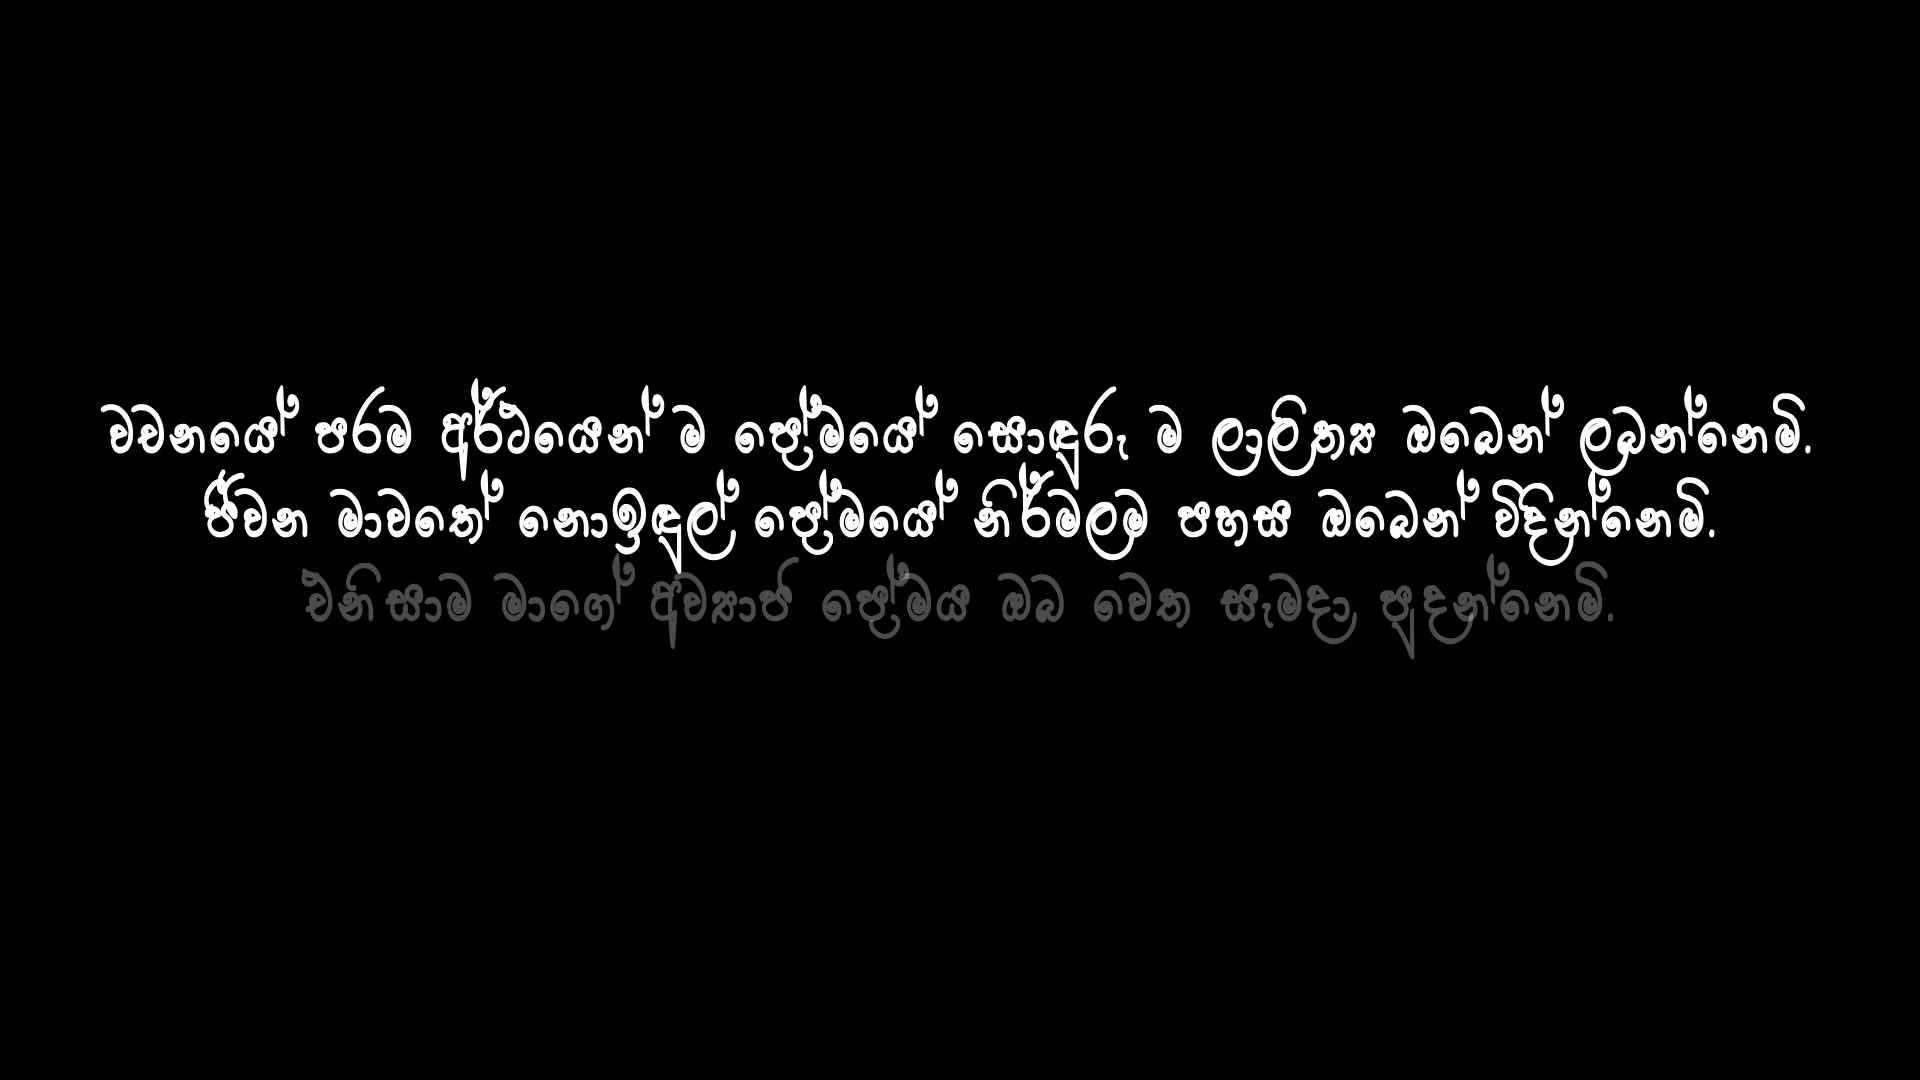 වචනයේ පරම අර්ථයෙන් ම ප්‍රේමයේ සොඳුරු ම ලාලිත්‍ය ඔබෙන් ලබන්නෙමි.
ජීවන මාවතේ නොඉඳුල් ප්‍රේමයේ නිර්මලම පහස ඔබෙන් විදින්නෙමි.
එනිසාම මාගේ අව්‍යාජ ප්‍රේමය ඔබ වෙත සැමදා පුදන්නෙමි.